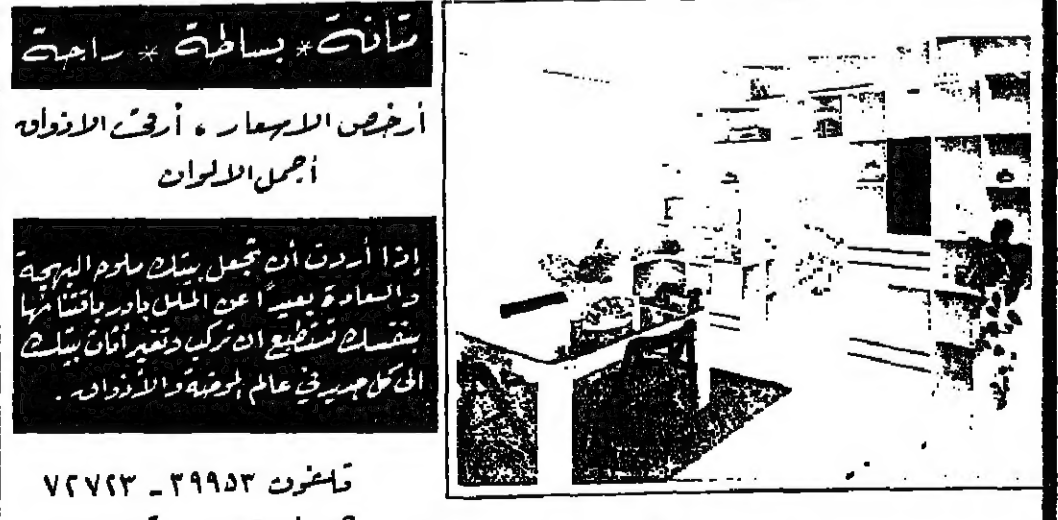 متانة * بساطة * راحة
أرخص الاسعار . أرقى الاذواق
أجمل الالوان
إذا أردت أن تجعل بيتك ملؤه البهجة
والسعادة بعيداً عن الملل بادر باقتنائها
بنفسك تستطيع ان تركب وتغير أثاث بيتك
الى كل جديد في عالم الموضة والأذواق .
تلفون ٣٩٩٥٣ - ٧٢٧٢٣